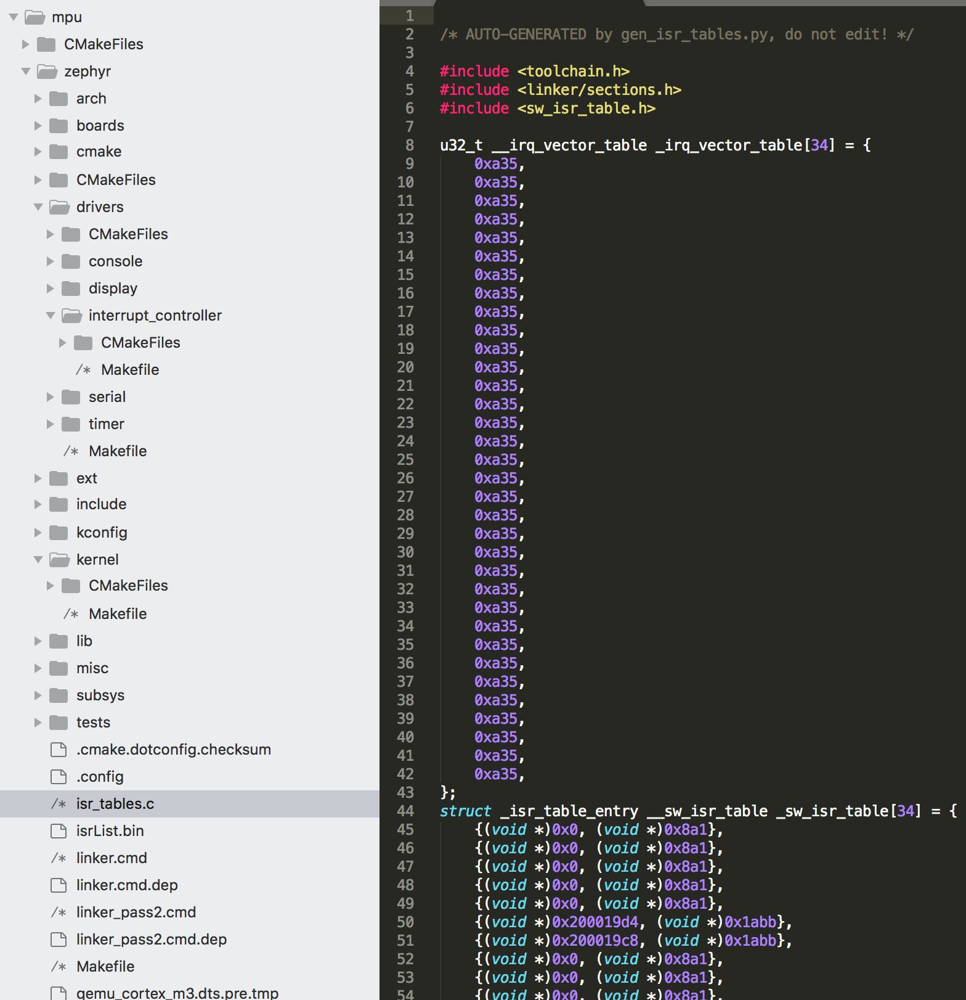 mpu
CMakeFiles
zephyr
arch
boards
cmake
CMakeFiles
drivers
CMakeFiles
console
display
interrupt_controller
CMakeFiles
/* Makefile
serial
timer
/* Makefile
ext
include
kconfig
kernel
CMakeFiles
/* Makefile
lib
misc
subsys
tests
.cmake.dotconfig.checksum
.config
/* isr_tables.c
isrList.bin
/* linker.cmd
linker.cmd.dep
/* linker_pass2.cmd
linker_pass2.cmd.dep
/* Makefile
qemu_cortex_m3.dts.pre.tmp
1
2 /* AUTO-GENERATED by gen_isr_tables.py, do not edit! */
3
4 #include <toolchain.h>
5 #include <linker/sections.h>
6 #include <sw_isr_table.h>
7
8 u32_t __irq_vector_table _irq_vector_table[34] = {
9 0xa35,
10 0xa35,
11 0xa35,
12 0xa35,
13 0xa35,
14 0xa35,
15 0xa35,
16 0xa35,
17 0xa35,
18 0xa35,
19 0xa35,
20 0xa35,
21 0xa35,
22 0xa35,
23 0xa35,
24 0xa35,
25 0xa35,
26 0xa35,
27 0xa35,
28 0xa35,
29 0xa35,
30 0xa35,
31 0xa35,
32 0xa35,
33 0xa35,
34 0xa35,
35 0xa35,
36 0xa35,
37 0xa35,
38 0xa35,
39 0xa35,
40 0xa35,
41 0xa35,
42 0xa35,
43 };
44 struct _isr_table_entry __sw_isr_table _sw_isr_table[34] = {
45 {(void *)0x0, (void *)0x8a1},
46 {(void *)0x0, (void *)0x8a1},
47 {(void *)0x0, (void *)0x8a1},
48 {(void *)0x0, (void *)0x8a1},
49 {(void *)0x0, (void *)0x8a1},
50 {(void *)0x200019d4, (void *)0x1abb},
51 {(void *)0x200019c8, (void *)0x1abb},
52 {(void *)0x0, (void *)0x8a1},
53 {(void *)0x0, (void *)0x8a1},
54 {(void *)0x0, (void *)0x8a1},